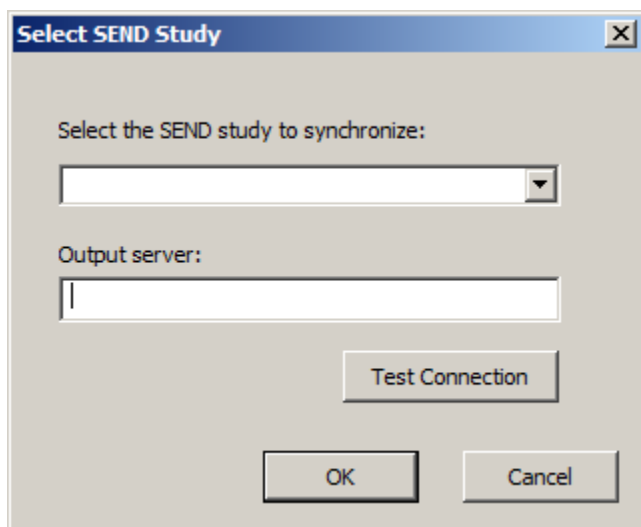 Select SEND Study
Select the SEND study to synchronize:
Output server:
Test Connection
OK
Cancel